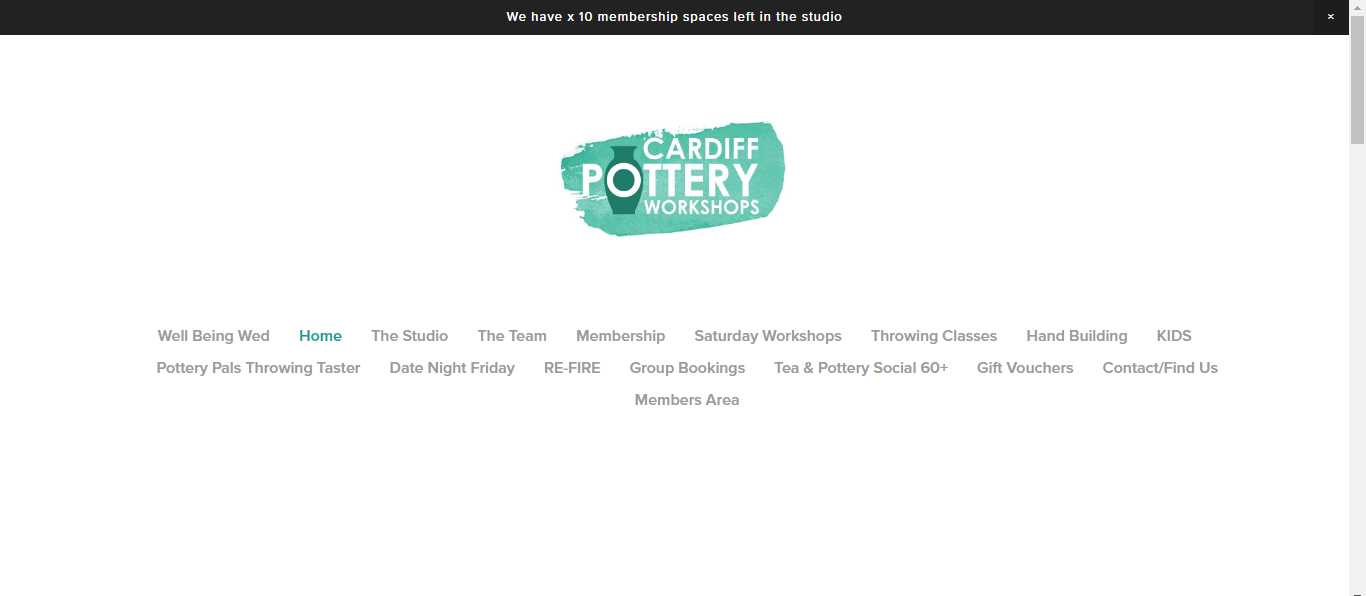 We have x 10 membership spaces left in the studio ×
CARDIFF
POTTERY
WORKSHOPS
Well Being Wed Home The Studio The Team Membership Saturday Workshops Throwing Classes Hand Building KIDS
Pottery Pals Throwing Taster Date Night Friday RE-FIRE Group Bookings Tea & Pottery Social 60+ Gift Vouchers Contact/Find Us
Members Area